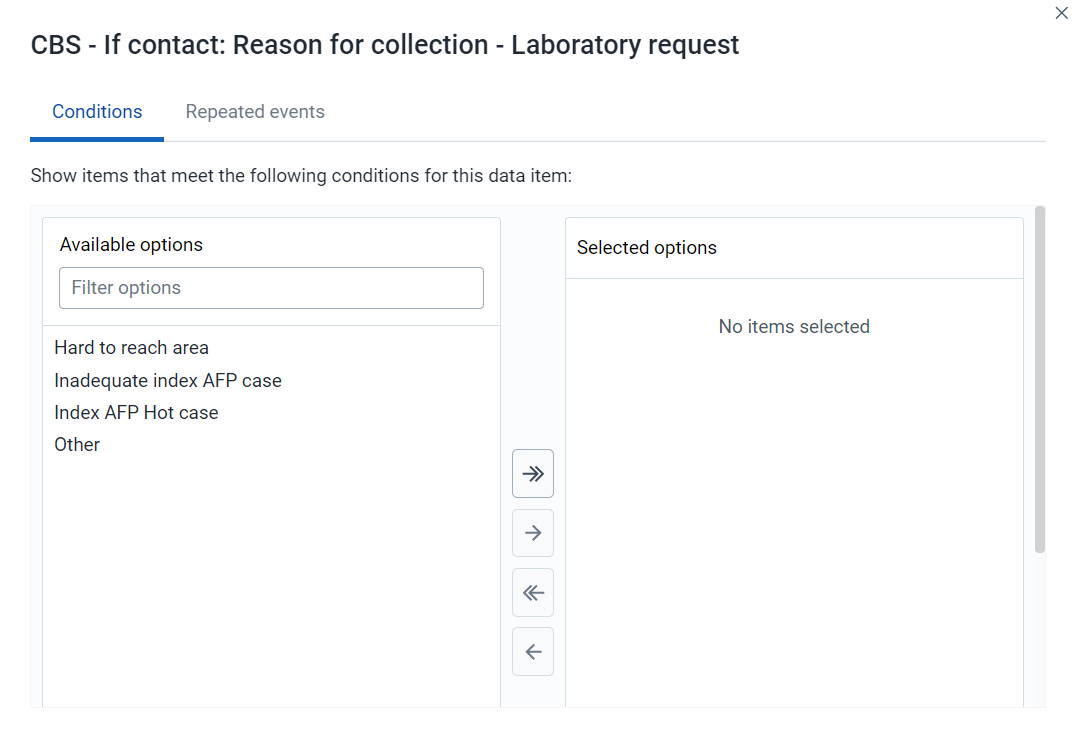 CBS - If contact: Reason for collection - Laboratory request
Conditions
Repeated events
Show items that meet the following conditions for this data item:
Available options
Filter options
Hard to reach area
Inadequate index AFP case
Index AFP Hot case
Other
Selected options
No items selected